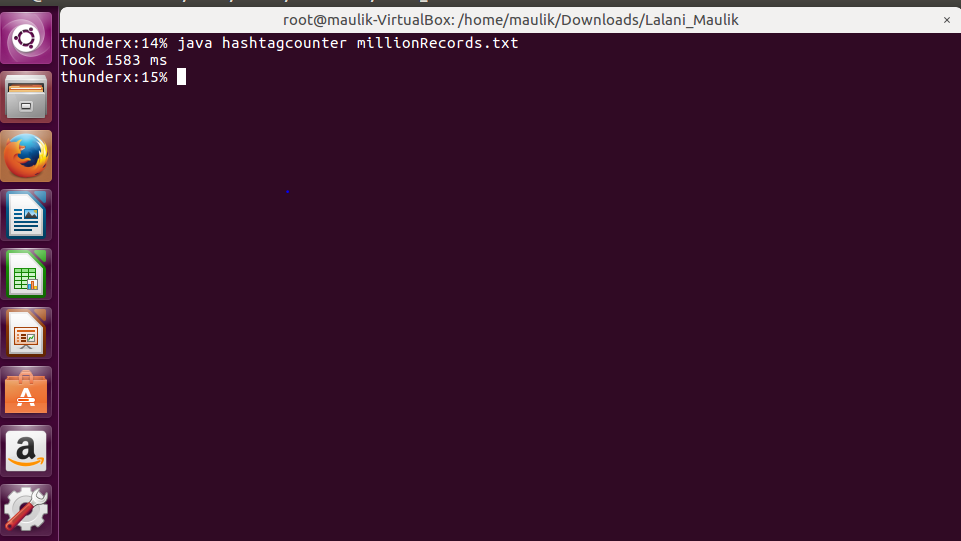 root@maulik-VirtualBox: /home/maulik/Downloads/Lalani_Maulik
thunderx:14% java hashtagcounter millionRecords.txt
Took 1583 ms
thunderx:15%